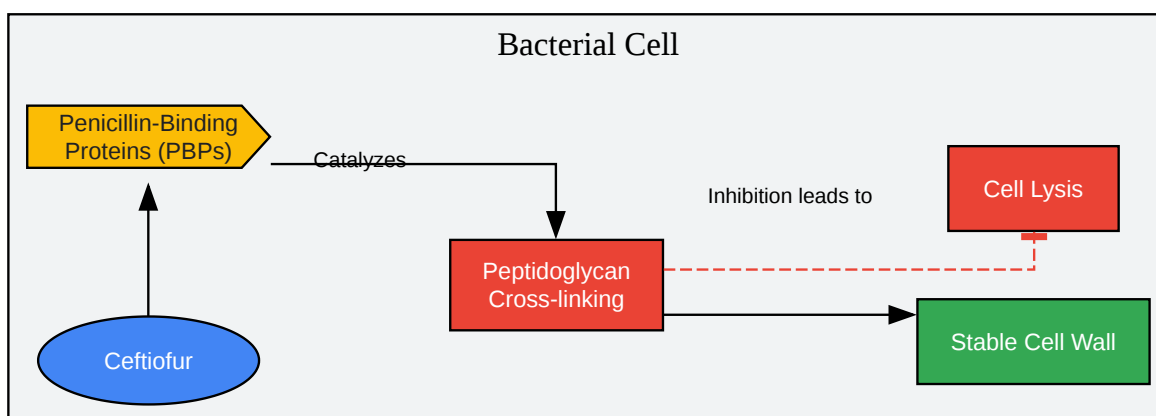 Bacterial Cell
Penicillin-Binding
Proteins (PBPs)
Catalyzes
Inhibition leads to
Cell Lysis
Peptidoglycan
Cross-linking
Stable Cell Wall
Ceftiofur